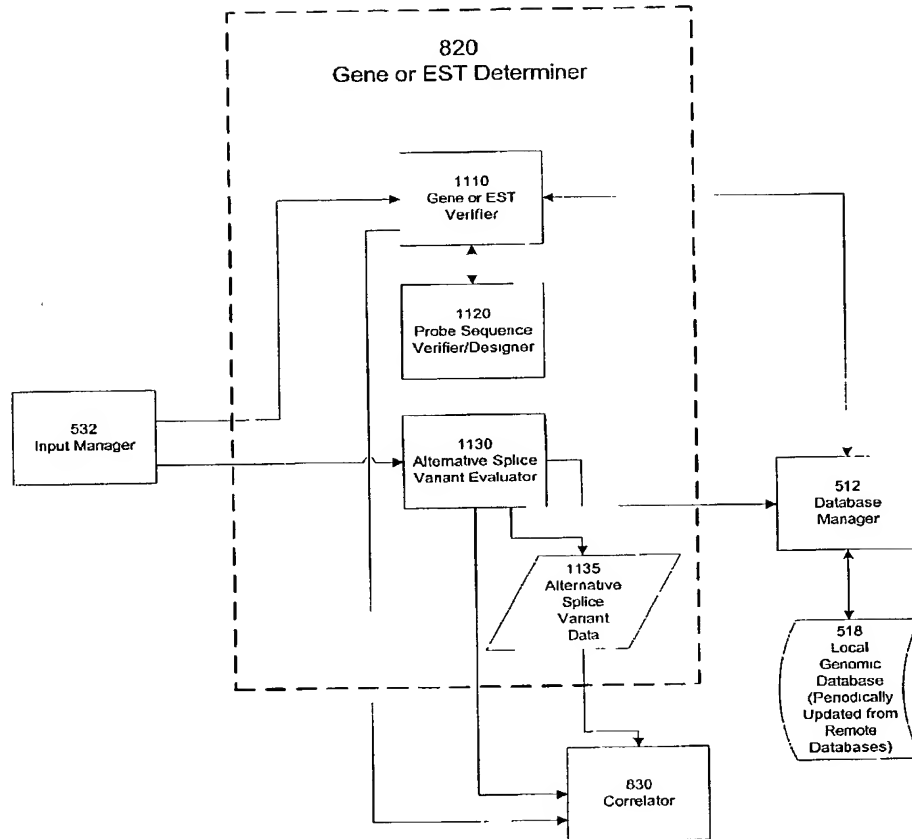 820
Gene or EST Determiner
1110
Gene or EST
Verifier
1120
Probe Sequence
Verifier/Designer
532
Input Manager
1130
Alternative Splice
Variant Evaluator
512
Database
Manager
1135
Alternative
Splice
Variant
Data
518
Local
Genomic
Database
(Periodically
Updated from
Remote
Databases)
830
Correlator